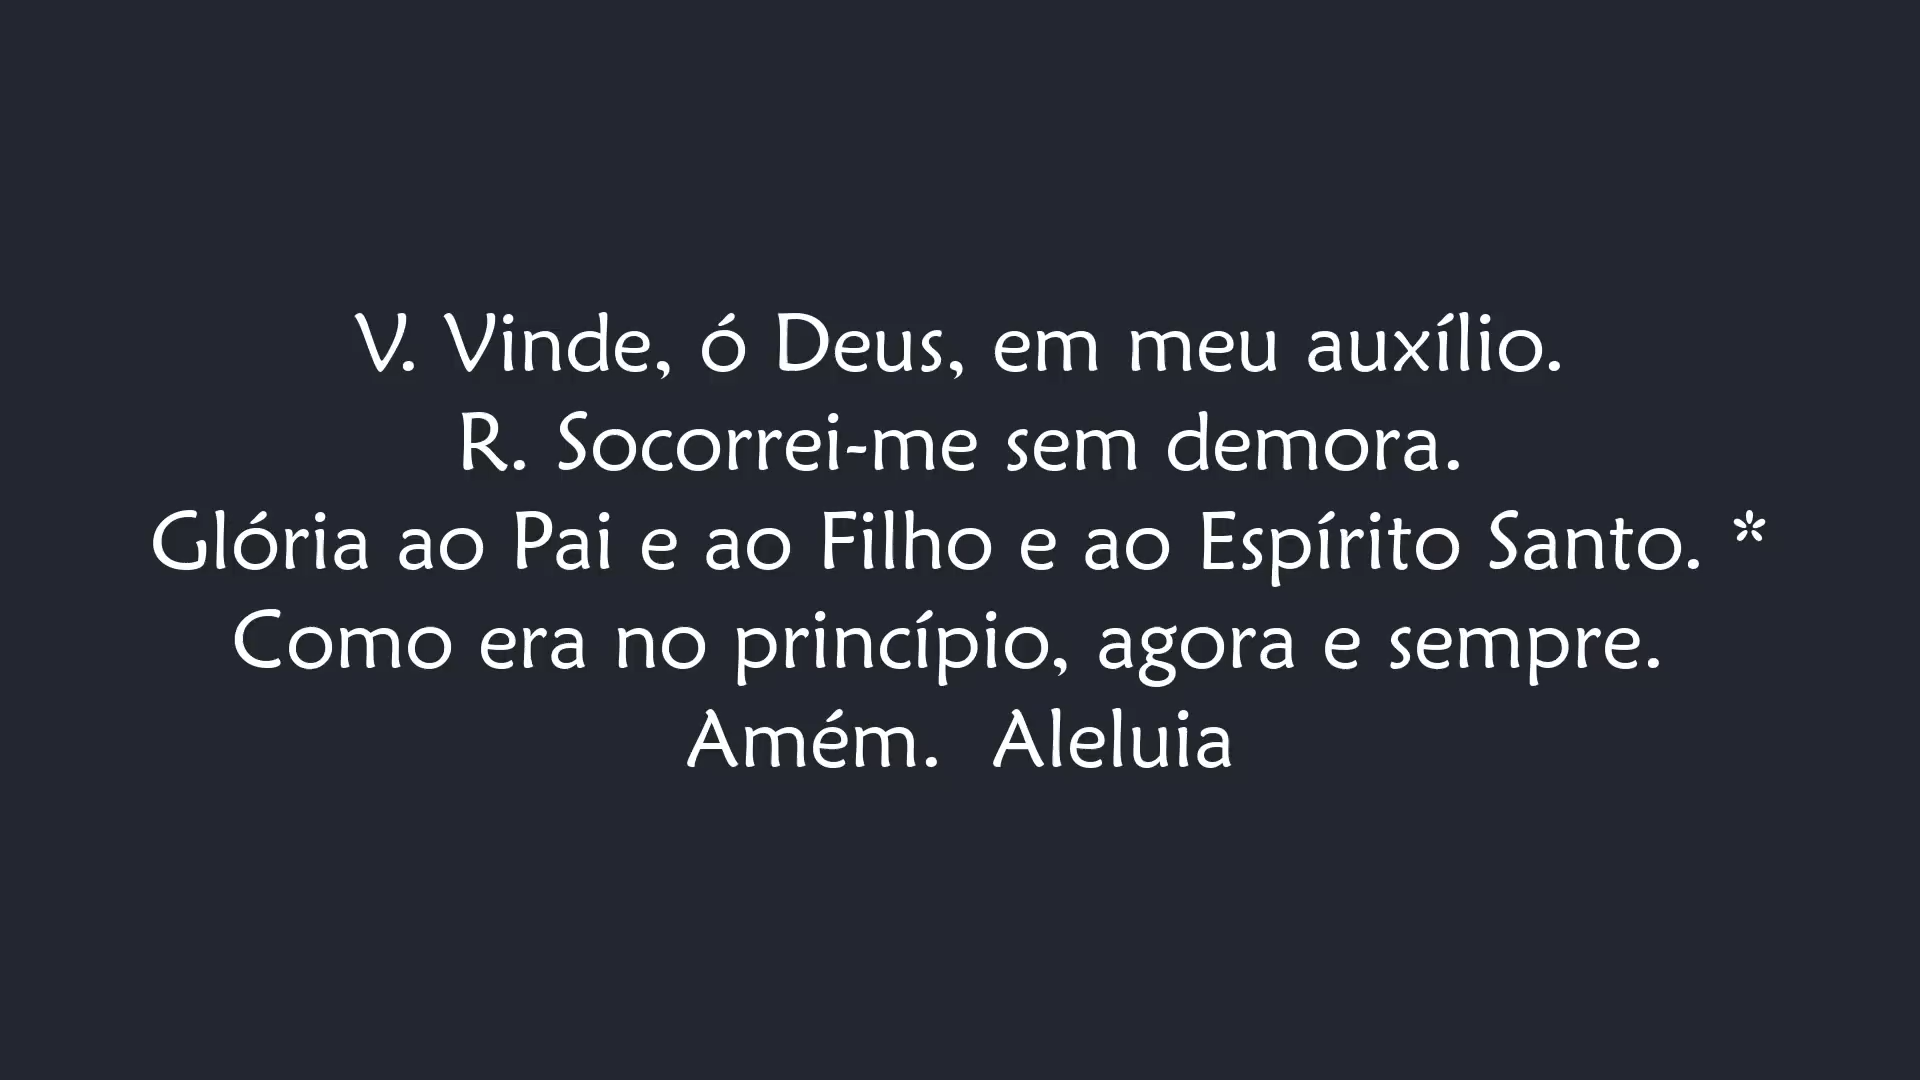 V. Vinde, ó Deus, em meu auxílio.
R. Socorrei-me sem demora.
Glória ao Pai e ao Filho e ao Espírito Santo. *
Como era no princípio, agora e sempre.
Amém.  Aleluia